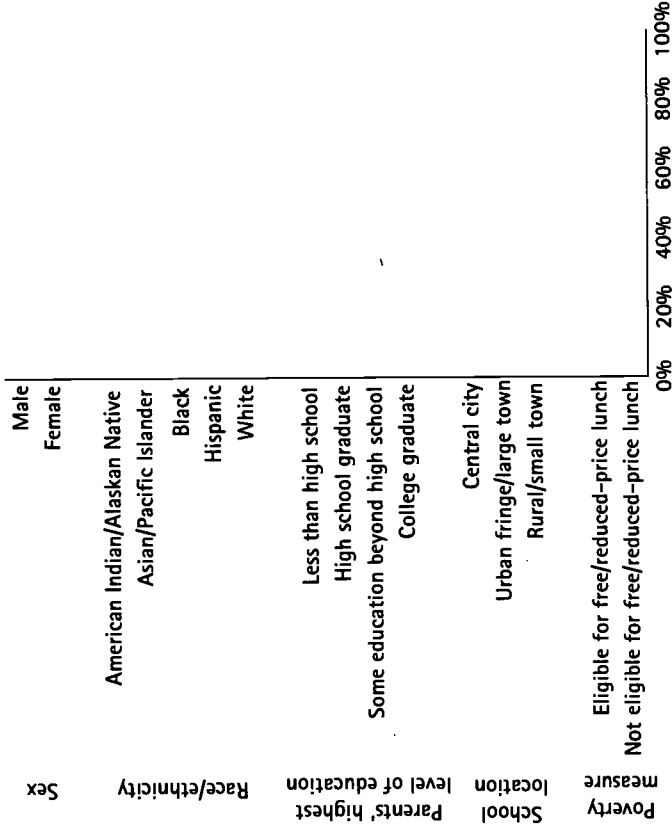 Sex
Male
Female
Race/ethnicity
American Indian/Alaskan Native
Asian/Pacific Islander
Black
Hispanic
White
Parents' highest
level of education
Less than high school
High school graduate
Some education beyond high school
College graduate
School
location
Central city
Urban fringe/large town
Rural/small town
Poverty
measure
Eligible for free/reduced-price lunch
Not eligible for free/reduced-price lunch
0%
20%
40%
60%
80%
100%